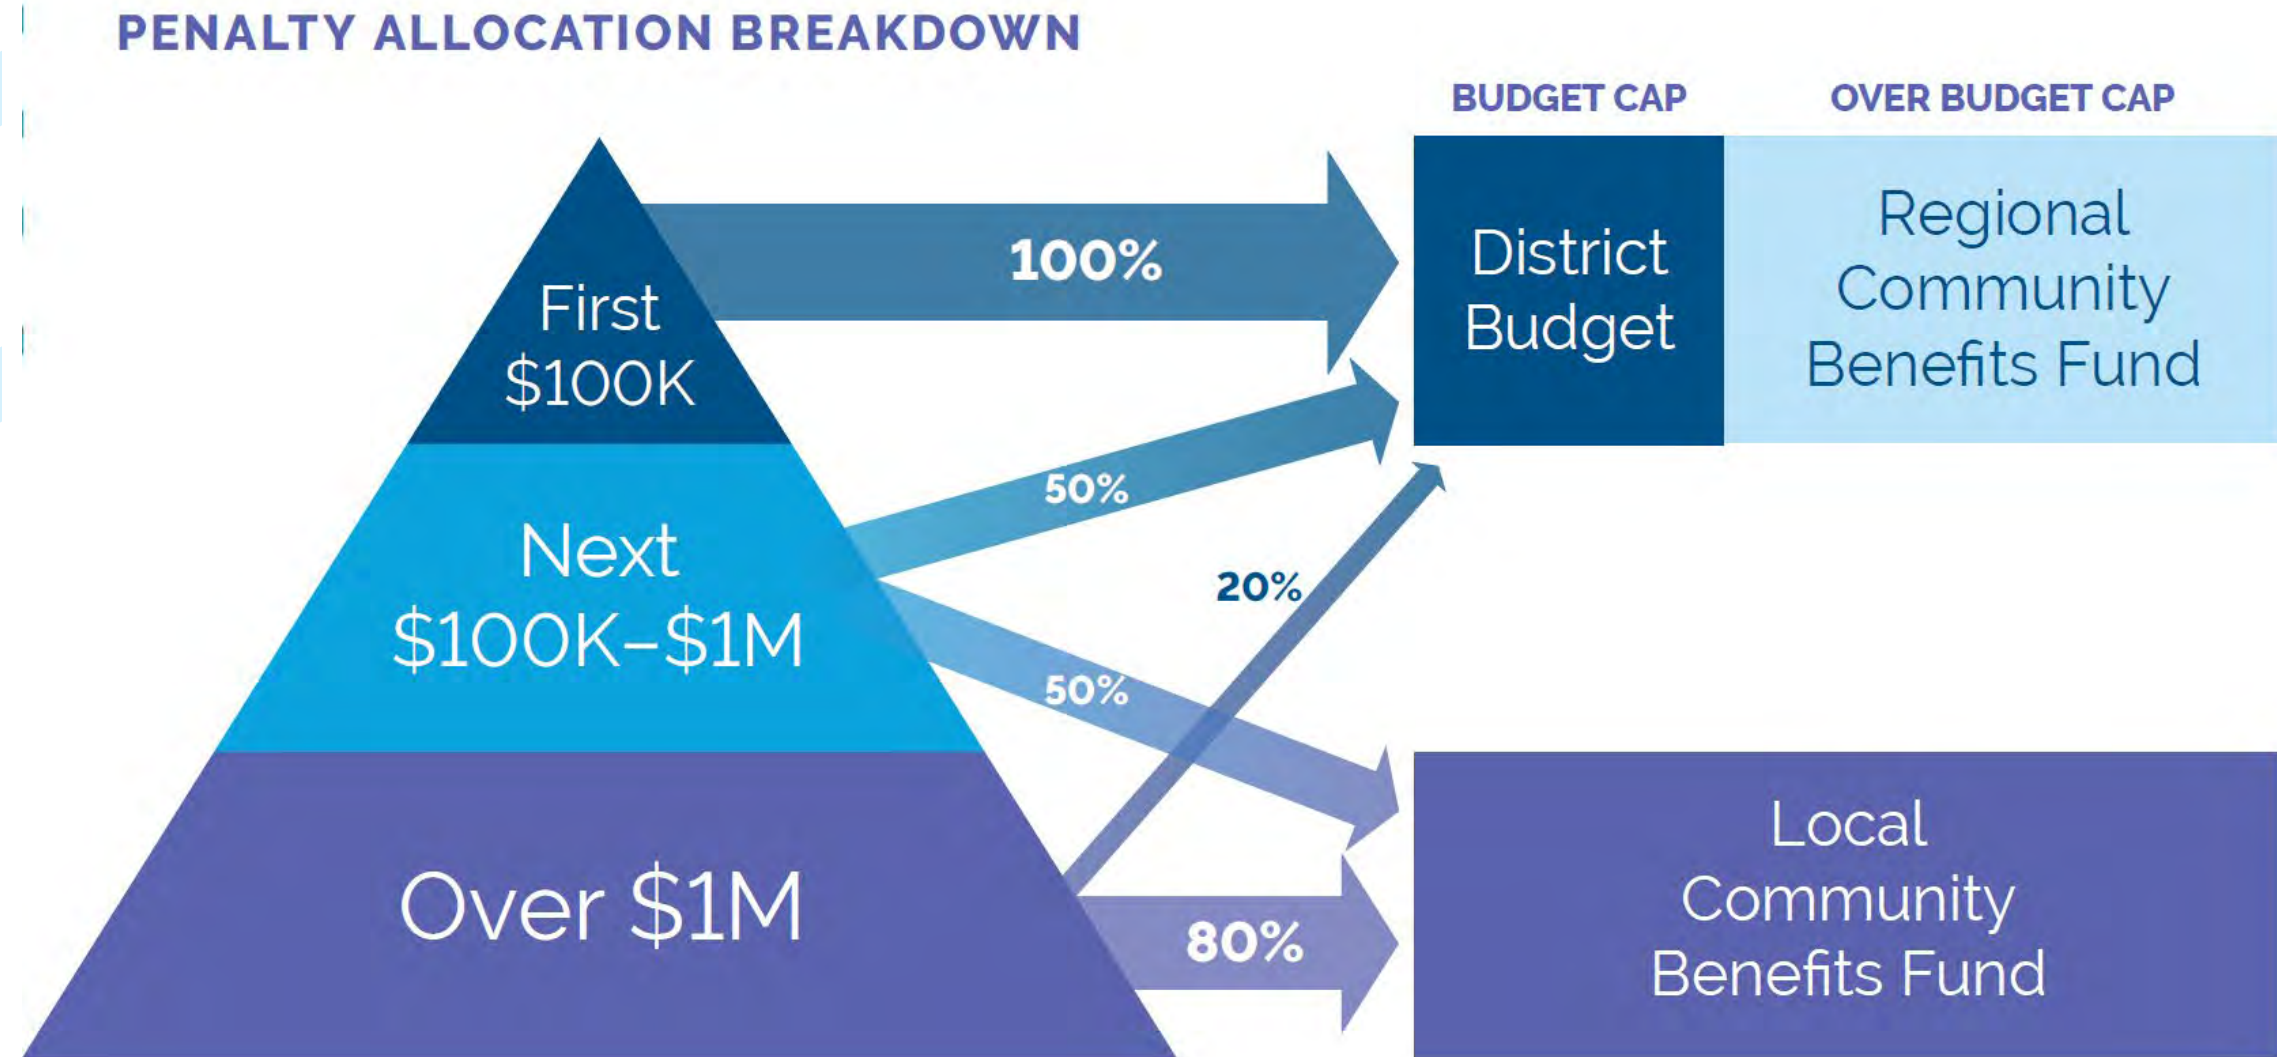 PENALTY ALLOCATION BREAKDOWN
BUDGET CAP
OVER BUDGET CAP
First
$100K
100%
District
Budget
Regional
Community
Benefits Fund
Next
$100K–$1M
50%
20%
50%
Over $1M
80%
Local
Community
Benefits Fund